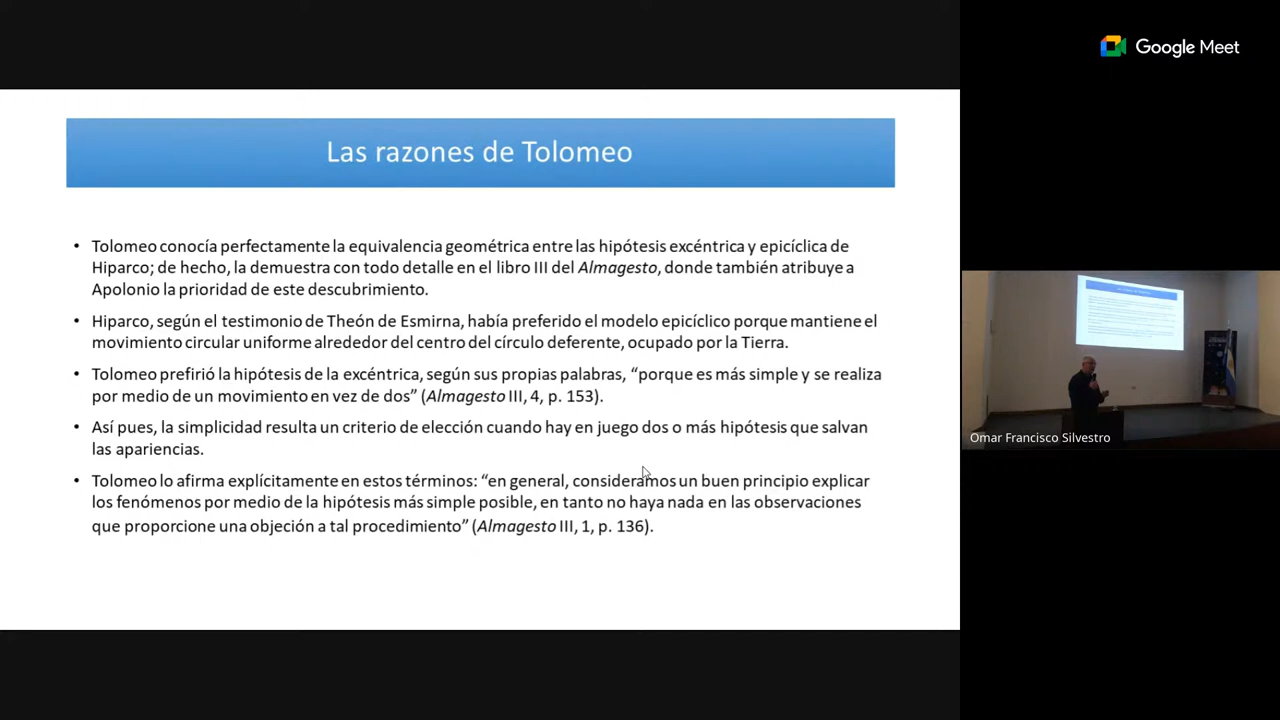 Google Meet
Las razones de Tolomeo
• Tolomeo conocía perfectamente la equivalencia geométrica entre las hipótesis excéntrica y epicíclica de
Hiparco; de hecho, la demuestra con todo detalle en el libro III del Almagesto, donde también atribuye a
Apolonio la prioridad de este descubrimiento.
• Hiparco, según el testimonio de Theón de Esmirna, había preferido el modelo epicíclico porque mantiene el
movimiento circular uniforme alrededor del centro del círculo deferente, ocupado por la Tierra.
• Tolomeo prefirió la hipótesis de la excéntrica, según sus propias palabras, “porque es más simple y se realiza
por medio de un movimiento en vez de dos” (Almagesto III, 4, p. 153).
• Así pues, la simplicidad resulta un criterio de elección cuando hay en juego dos o más hipótesis que salvan
las apariencias.
• Tolomeo lo afirma explícitamente en estos términos: “en general, consideramos un buen principio explicar
los fenómenos por medio de la hipótesis más simple posible, en tanto no haya nada en las observaciones
que proporcione una objeción a tal procedimiento” (Almagesto III, 1, p. 136).
Omar Francisco Silvestro